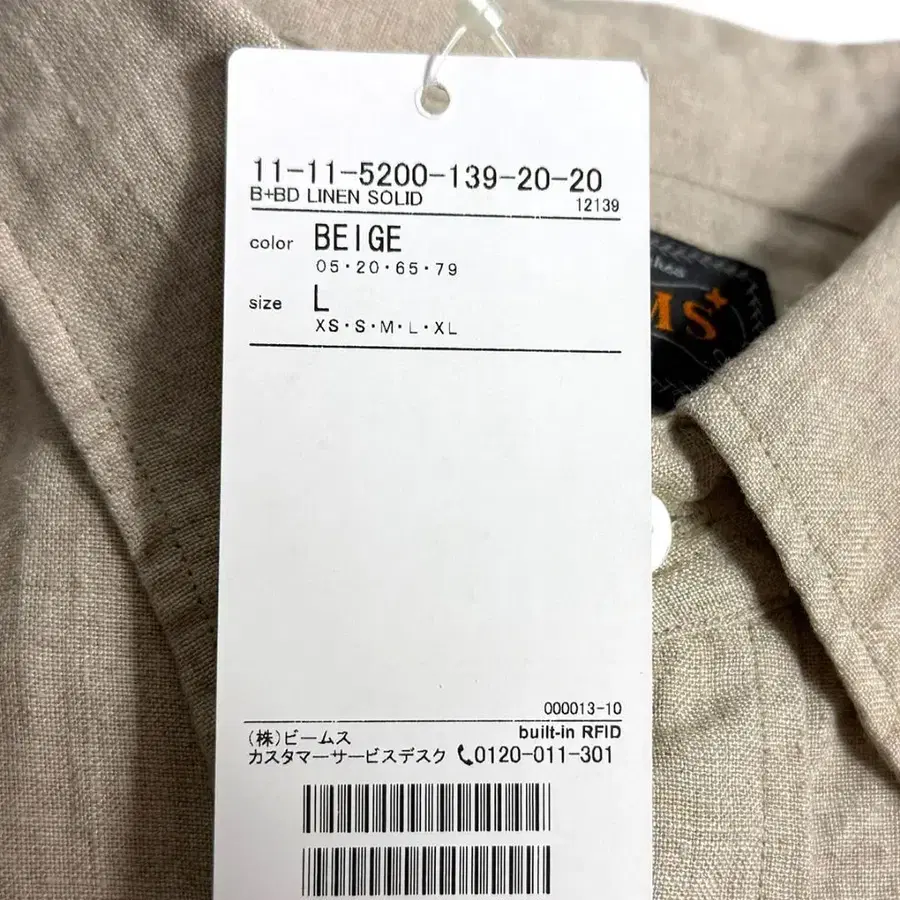 11-11-5200-139-20-20
B+BD LINEN SOLID 12139
color BEIGE
05・20・65・79
size L
XS・S・M・L・XL
000013-10
built-in RFID
(株)ビームス
カスタマーサービスデスク 0120-011-301